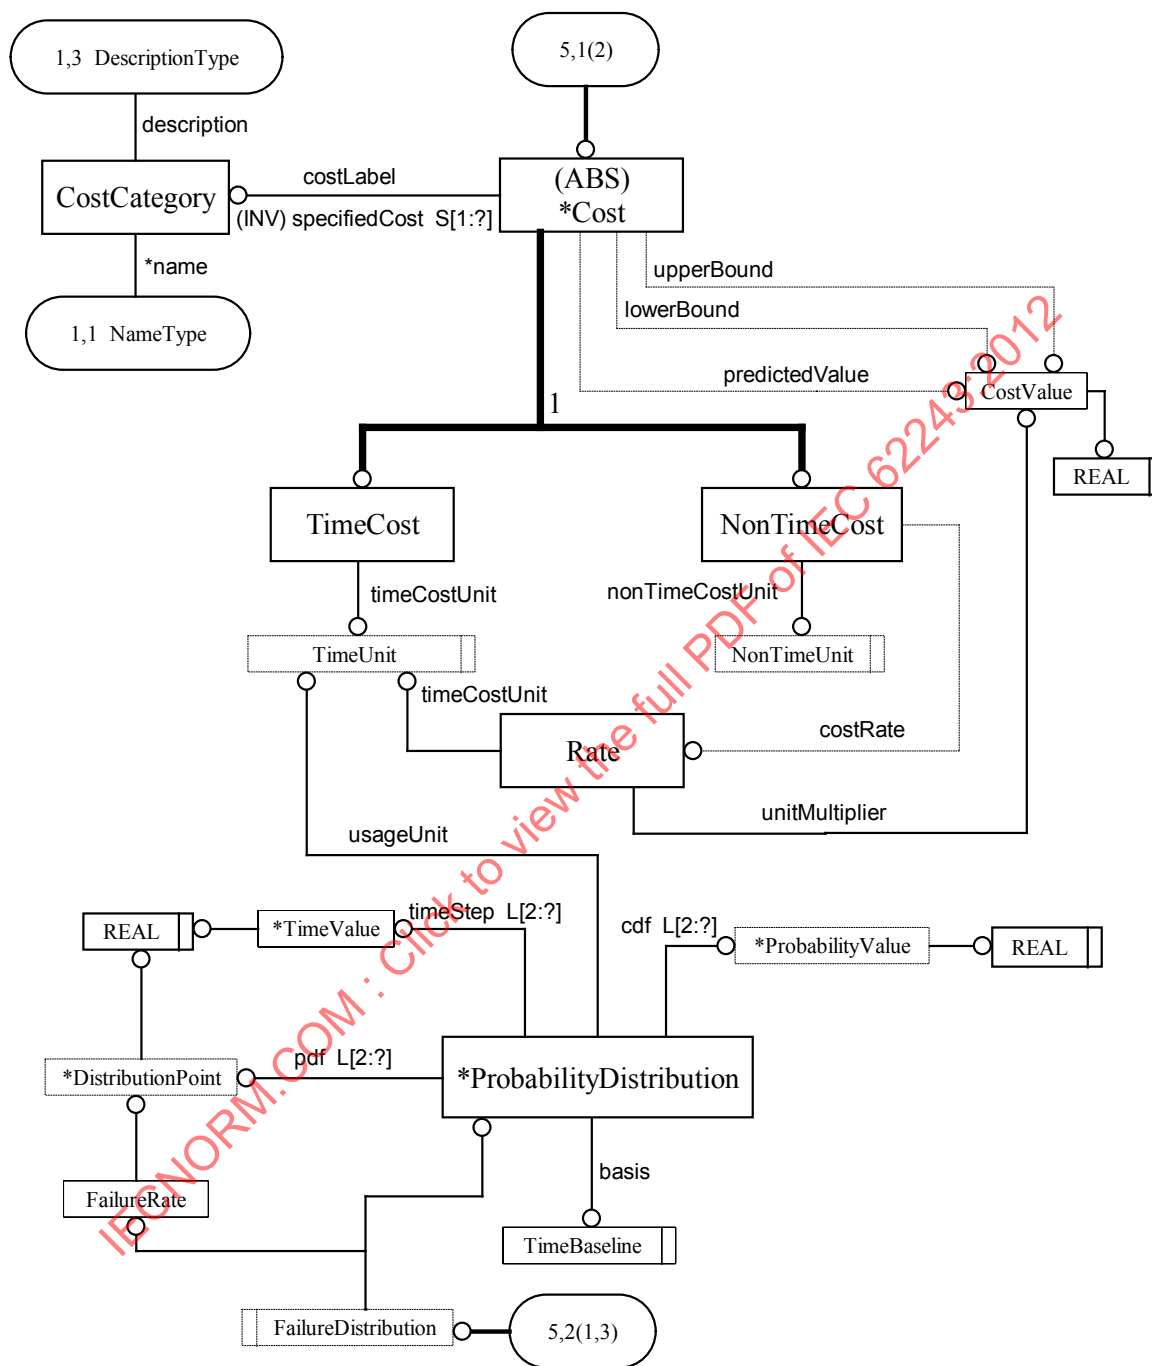 1,3 DescriptionType
5,1(2)
description
CostCategory
costLabel
(INV) specifiedCost S[1:?]
(ABS)
*Cost
*name
1,1 NameType
upperBound
lowerBound
predictedValue
CostValue
REAL
1
TimeCost
NonTimeCost
timeCostUnit
nonTimeCostUnit
TimeUnit
NonTimeUnit
timeCostUnit
Rate
costRate
unitMultiplier
usageUnit
REAL
*TimeValue
timeStep L[2:?]
cdf L[2:?]
*ProbabilityValue
REAL
*DistributionPoint
pdf L[2:?]
*ProbabilityDistribution
FailureRate
basis
TimeBaseline
FailureDistribution
5,2(1,3)
IECNORM.COM : Click to view the full PDF of IEC 62243:2012